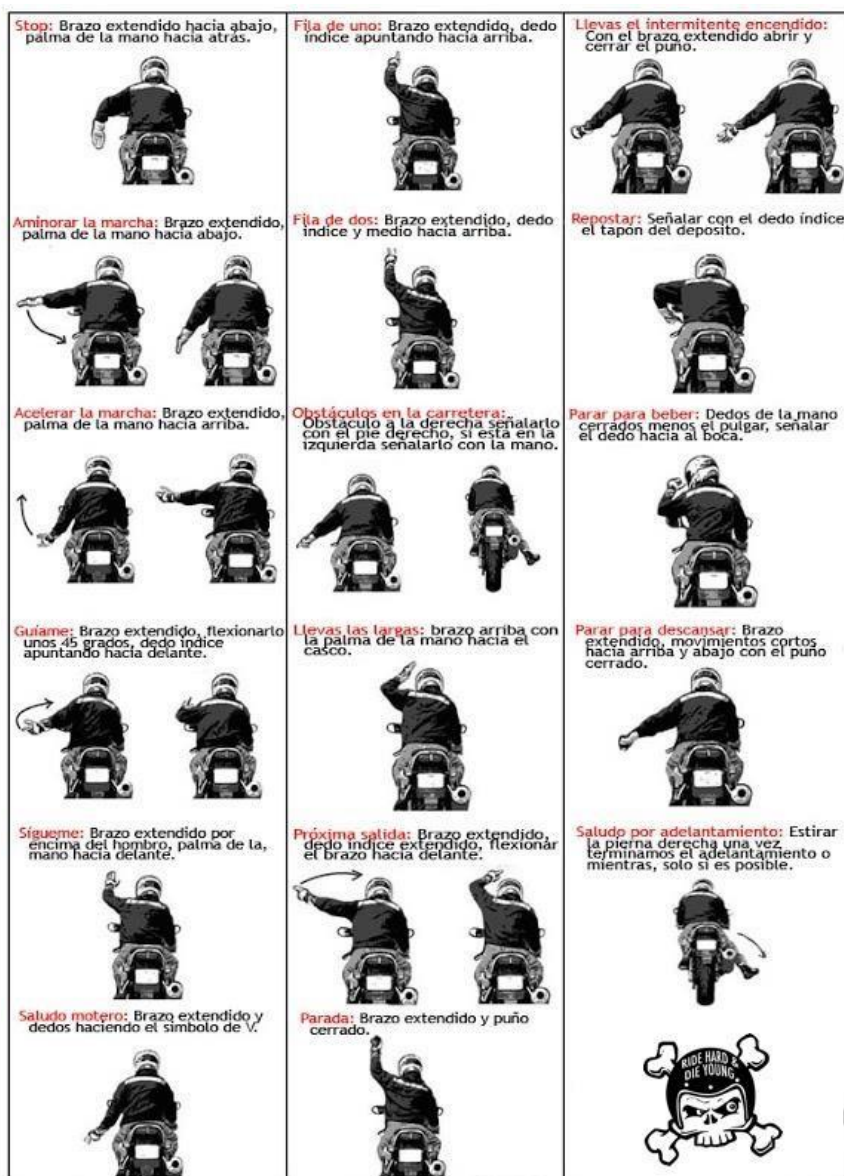 Stop: Brazo extendido hacia abajo,
palma de la mano hacia atrás.
Aminorar la marcha: Brazo extendido,
palma de la mano hacia abajo.
Acelerar la marcha: Brazo extendido,
palma de la mano hacia arriba.
Guíame: Brazo extendido, flexionarlo
unos 45 grados, dedo indice
apuntando hacia delante.
Sígueme: Brazo extendido por
encima del hombro, palma de la,
mano hacia delante.
Saludo motero: Brazo extendido y
dedos haciendo el símbolo de V.
Fila de uno: Brazo extendido, dedo
índice apuntando hacia arriba.
Fila de dos: Brazo extendido, dedo
índice y medio hacia arriba.
Obstáculos en la carretera:
Obstáculo a la derecha señalarlo
con el pie derecho, si está en la
izquierda señalarlo con la mano.
Llevas las largas: brazo arriba con
la palma de la mano hacia el
casco.
Próxima salida: Brazo extendido,
dedo índice extendido, flexionar
el brazo hacia delante.
Parada: Brazo extendido y puño
cerrado.
Llevas el intermitente encendido:
Con el brazo extendido abrir y
cerrar el puño.
Repostar: Señalar con el dedo índice
el tapón del deposito.
Parar para beber: Dedos de la mano
cerrados menos el pulgar, señalar
el dedo hacia al boca.
Parar para descansar: Brazo
extendido, movimientos cortos
hacia arriba y abajo con el puño
cerrado.
Saludo por adelantamiento: Estirar
la pierna derecha una vez
terminamos el adelantamiento o
mientras, solo si es posible.
RIDE HARD &
DIE YOUNG